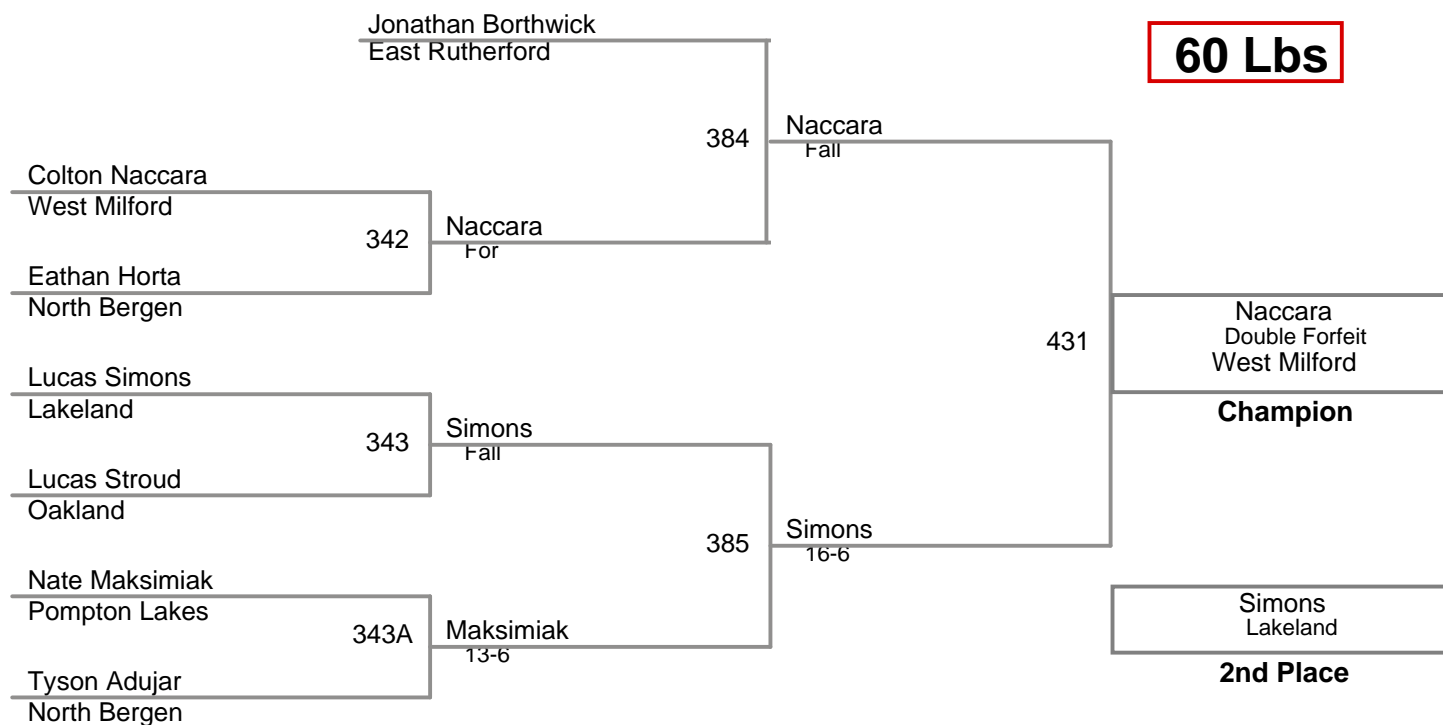 Jonathan Borthwick
East Rutherford
60 Lbs
384
Naccara
Fall
Colton Naccara
West Milford
342
Naccara
For
Eathan Horta
North Bergen
431
Naccara
Double Forfeit
West Milford
Champion
Lucas Simons
Lakeland
343
Simons
Fall
Lucas Stroud
Oakland
385
Simons
16-6
Nate Maksimiak
Pompton Lakes
343A
Maksimiak
13-6
Tyson Adujar
North Bergen
Simons
Lakeland
2nd Place